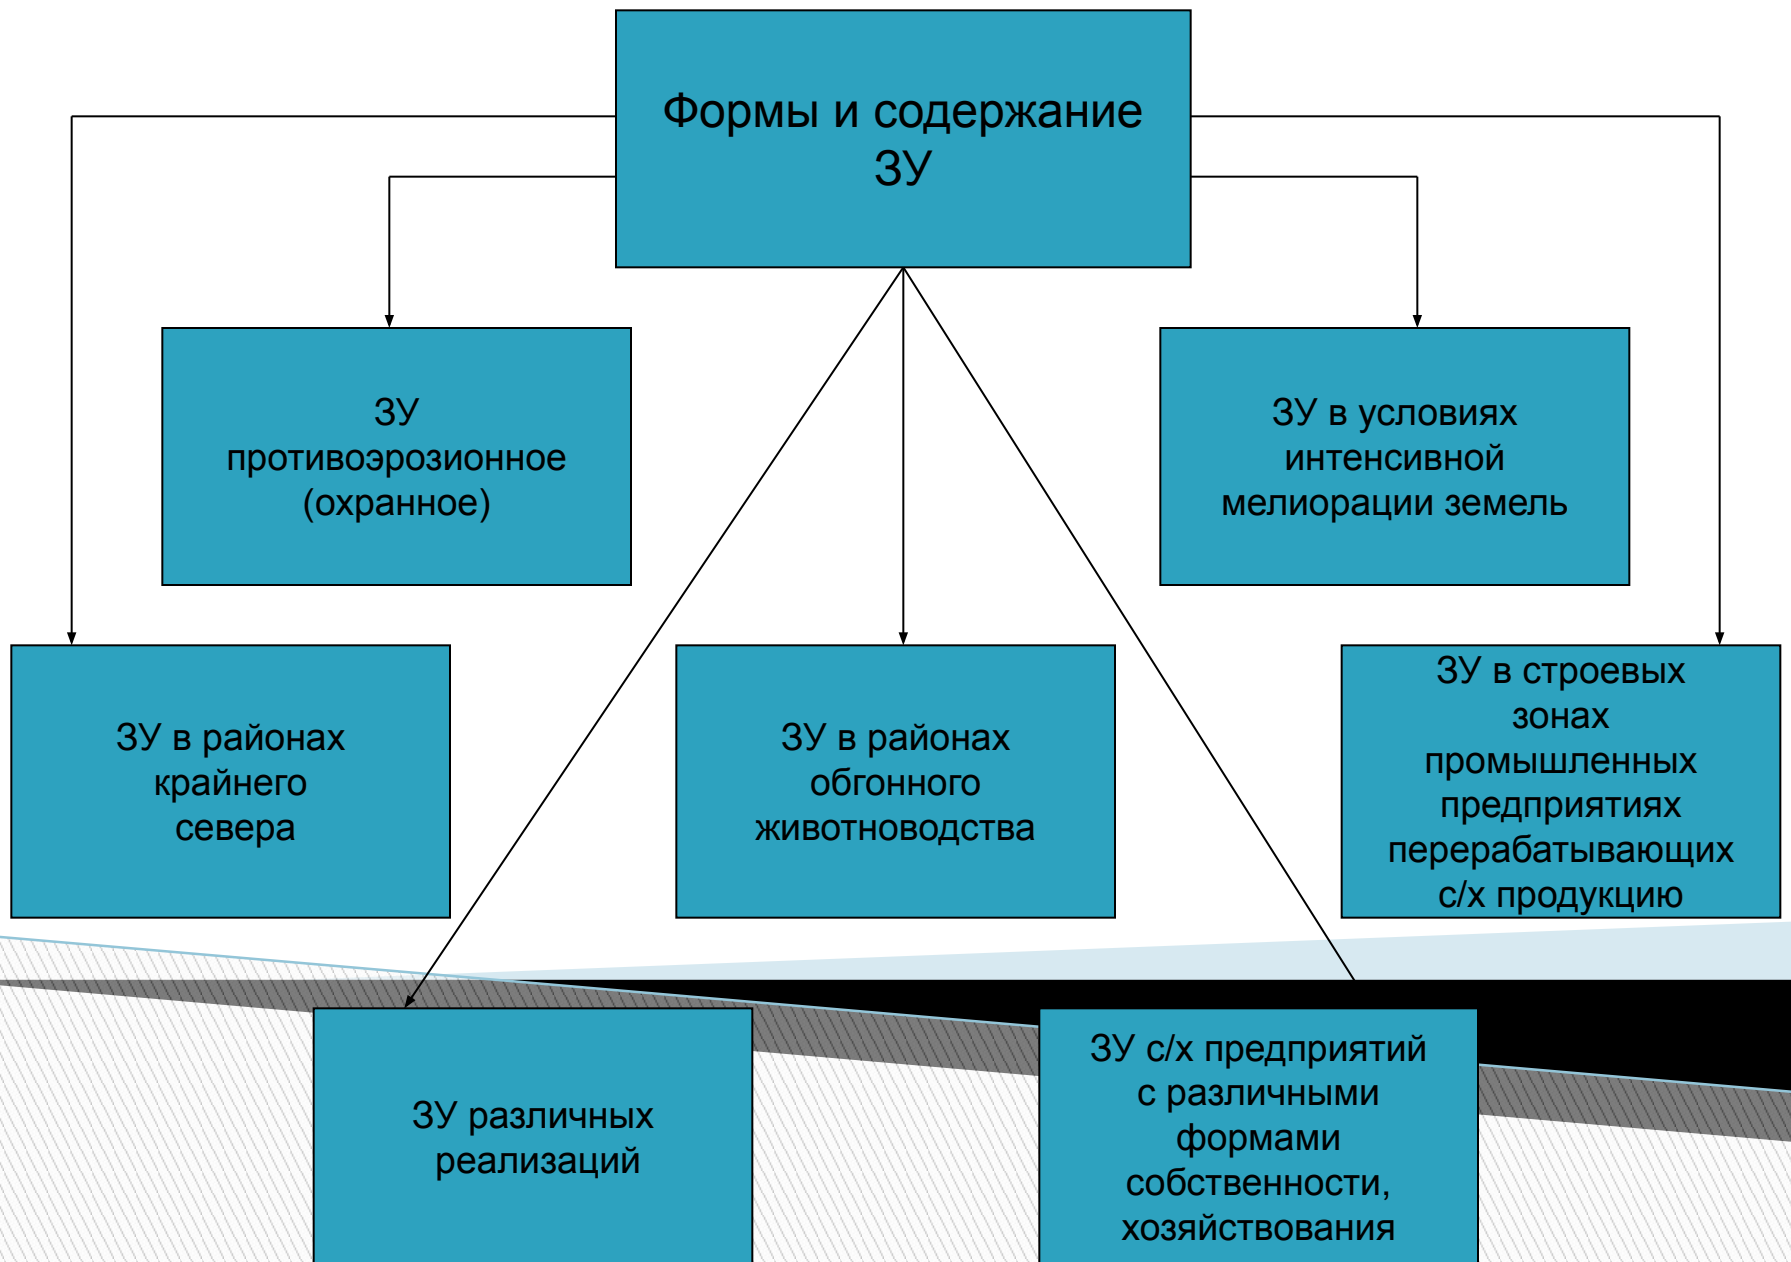 Формы и содержание
ЗУ
ЗУ
противоэрозионное
(охранное)
ЗУ в условиях
интенсивной
мелиорации земель
ЗУ в районах
крайнего
севера
ЗУ в районах
обгонного
животноводства
ЗУ в строевых
зонах
промышленных
предприятиях
перерабатывающих
с/х продукцию
ЗУ различных
реализаций
ЗУ с/х предприятий
с различными
формами
собственности,
хозяйствования